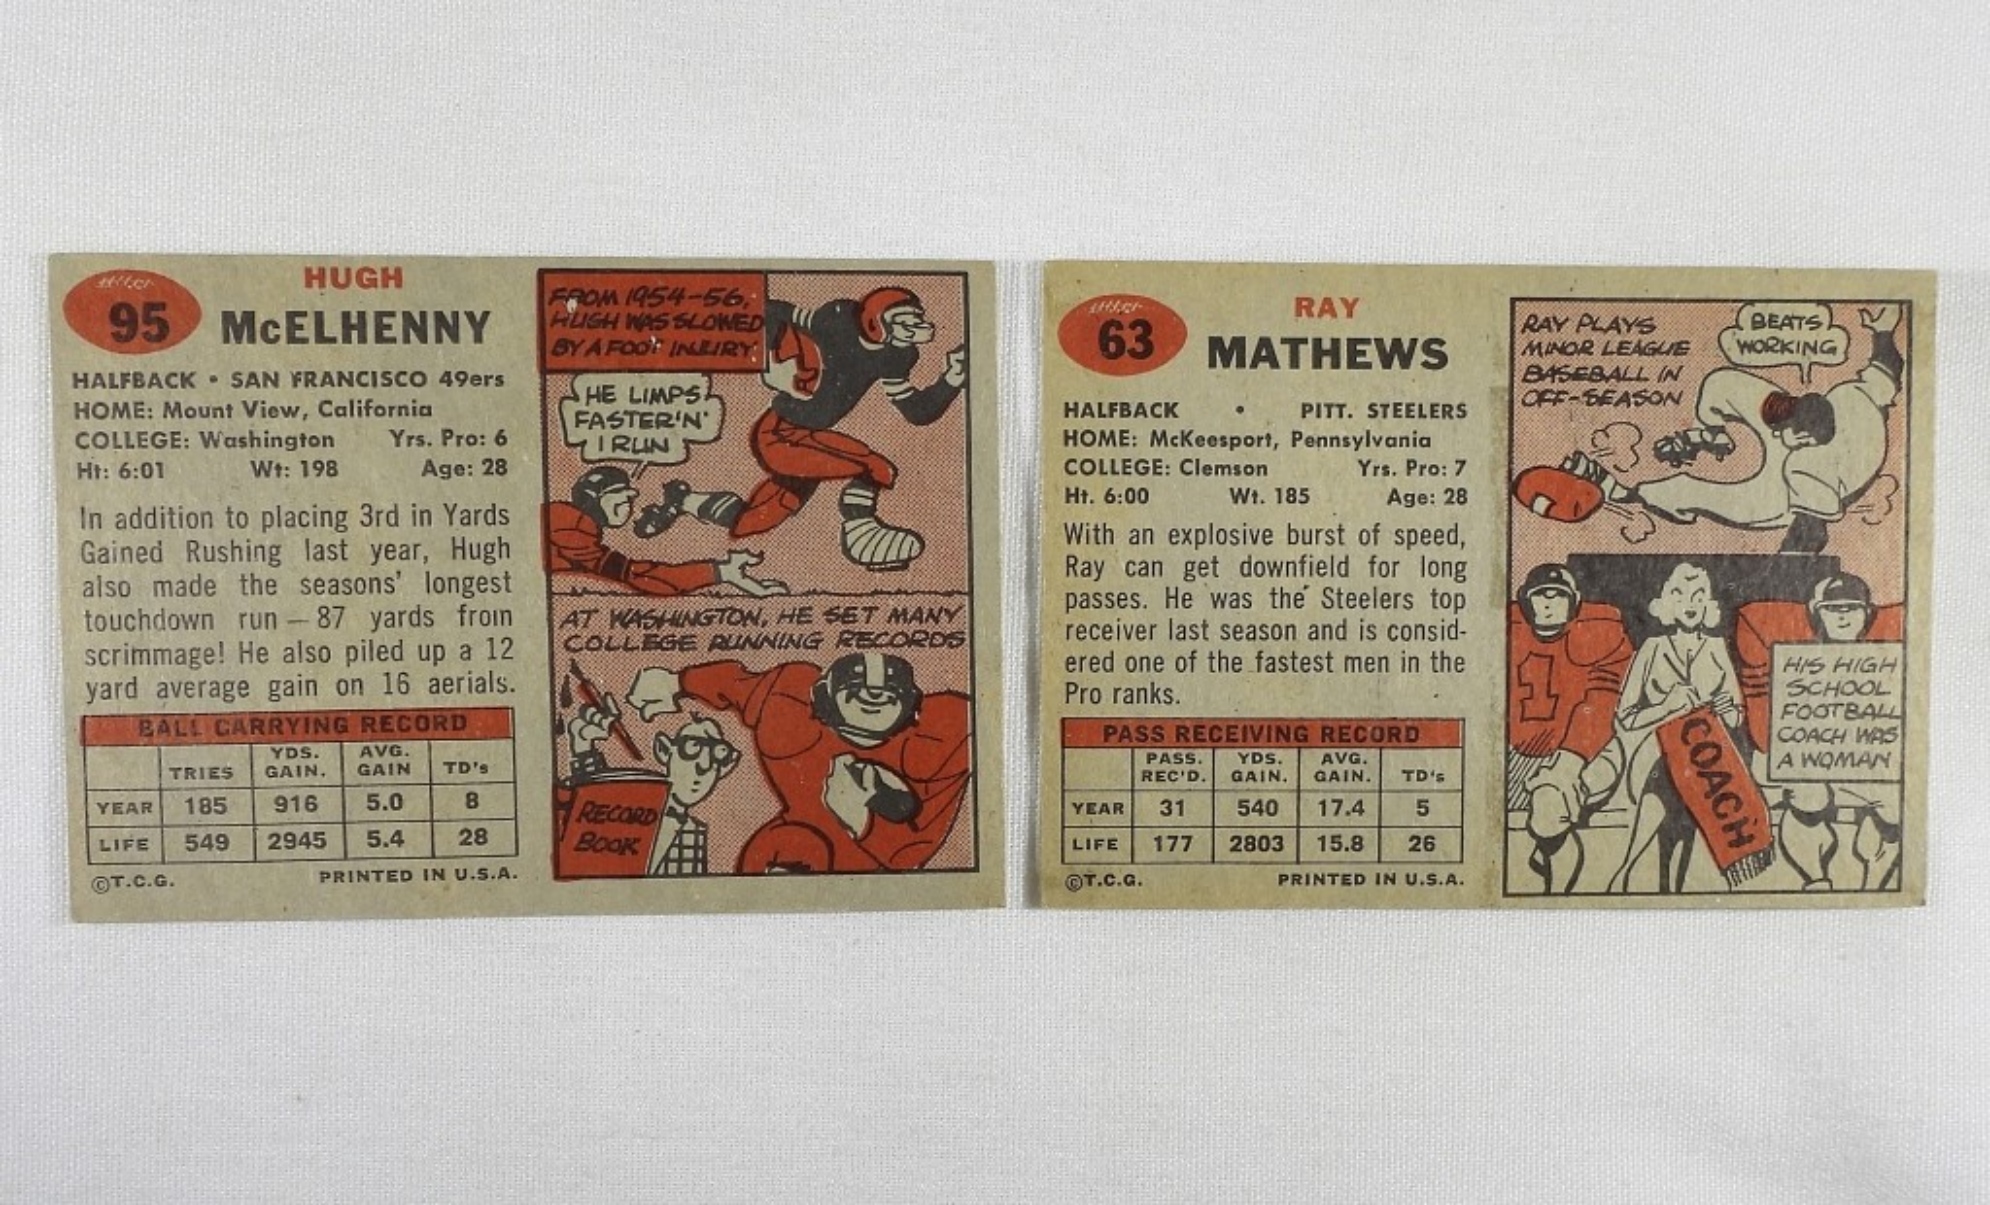 95
HUGH
McELHENNY
HALFBACK • SAN FRANCISCO 49ers
HOME: Mount View, California
COLLEGE: Washington Yrs. Pro: 6
Ht: 6:01 Wt: 198 Age: 28
In addition to placing 3rd in Yards
Gained Rushing last year, Hugh
also made the seasons' longest
touchdown run — 87 yards from
scrimmage! He also piled up a 12
yard average gain on 16 aerials.
BALL CARRYING RECORD
TRIES YDS. GAIN. AVG. GAIN TD's
YEAR 185 916 5.0 8
LIFE 549 2945 5.4 28
©T.C.G. PRINTED IN U.S.A.
FROM 1954-56,
HUGH WAS SLOWED
BY A FOOT INJURY.
HE LIMPS
FASTER 'N'
I RUN
AT WASHINGTON, HE SET MANY
COLLEGE RUNNING RECORDS
RECORD
BOOK
63
RAY
MATHEWS
HALFBACK • PITT. STEELERS
HOME: McKeesport, Pennsylvania
COLLEGE: Clemson Yrs. Pro: 7
Ht. 6:00 Wt. 185 Age: 28
With an explosive burst of speed,
Ray can get downfield for long
passes. He was the Steelers top
receiver last season and is consid-
ered one of the fastest men in the
Pro ranks.
PASS RECEIVING RECORD
PASS. REC'D. YDS. GAIN. AVG. GAIN. TD's
YEAR 31 540 17.4 5
LIFE 177 2803 15.8 26
©T.C.G. PRINTED IN U.S.A.
RAY PLAYS
MINOR LEAGUE
BASEBALL IN
OFF-SEASON
BEATS
WORKING
1
HIS HIGH
SCHOOL
FOOTBALL
COACH WAS
A WOMAN
COACH